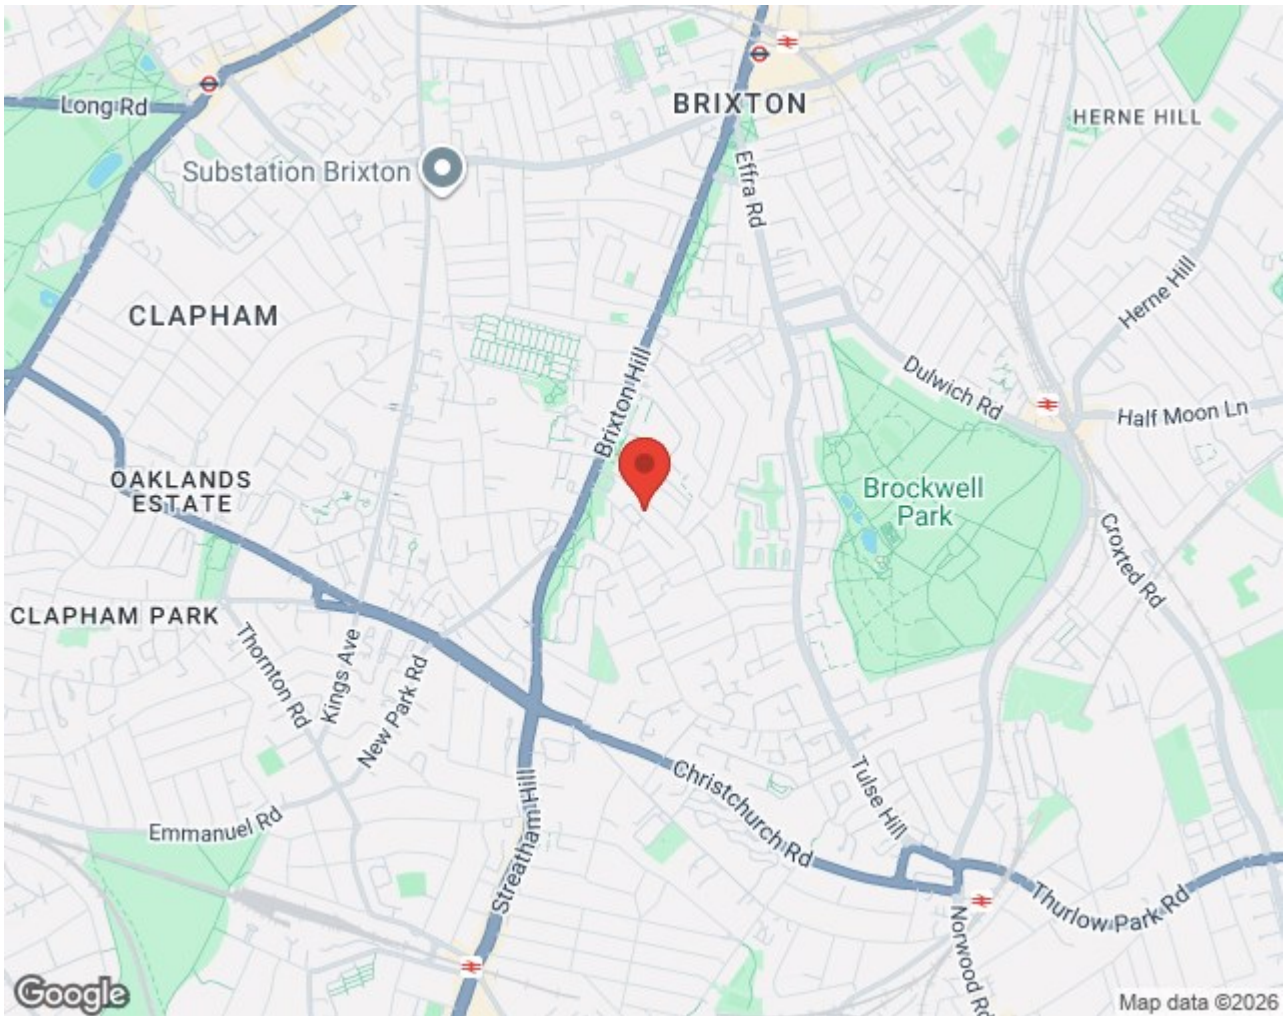 Long Rd
BRIXTON
HERNE HILL
Substation Brixton
Effra Rd
Herne Hill
CLAPHAM
Brixton Hill
Dulwich Rd
Half Moon Ln
OAKLANDS
ESTATE
Brockwell
Park
Croxted Rd
CLAPHAM PARK
Thornton Rd
Kings Ave
New Park Rd
Tulse Hill
Christchurch Rd
Streatham Hill
Emmanuel Rd
Thurlow Park Rd
Norwood Rd
Google
Map data ©2026